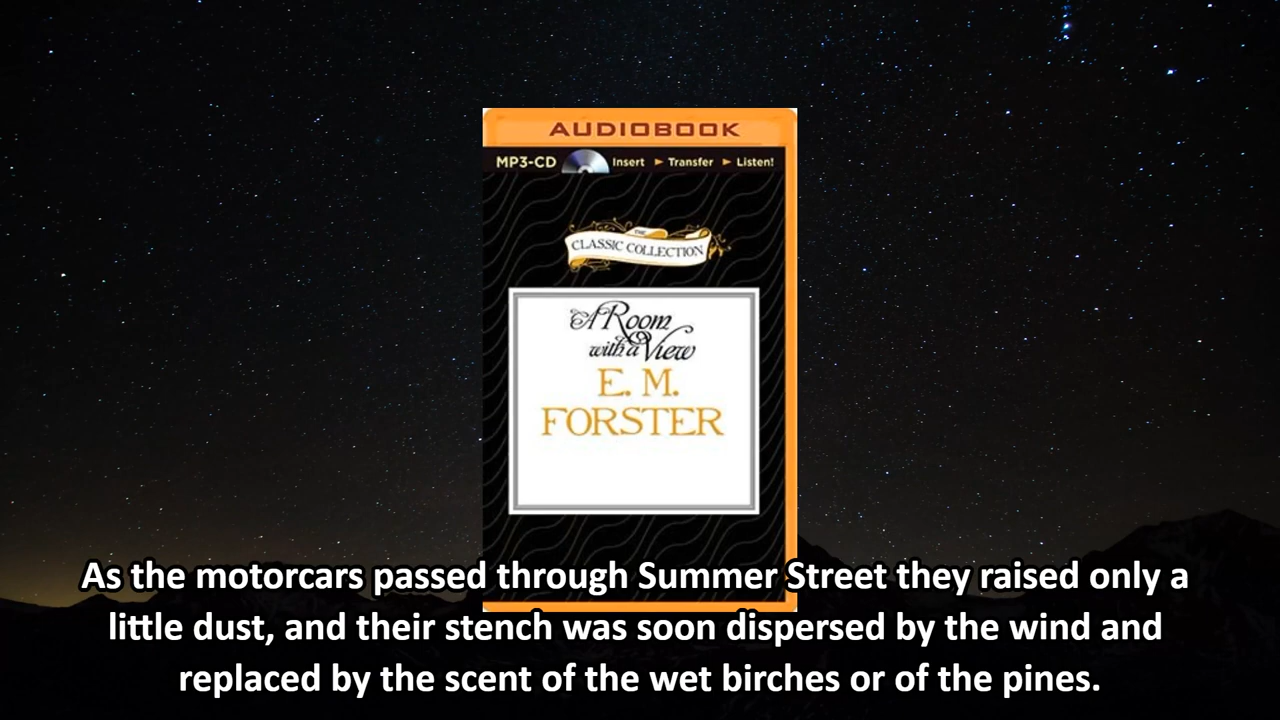 AUDIOBOOK
MP3-CD Insert ► Transfer ► Listen!
THE
CLASSIC COLLECTION
A Room
with a View
E. M.
FORSTER
As the motorcars passed through Summer Street they raised only a
little dust, and their stench was soon dispersed by the wind and
replaced by the scent of the wet birches or of the pines.